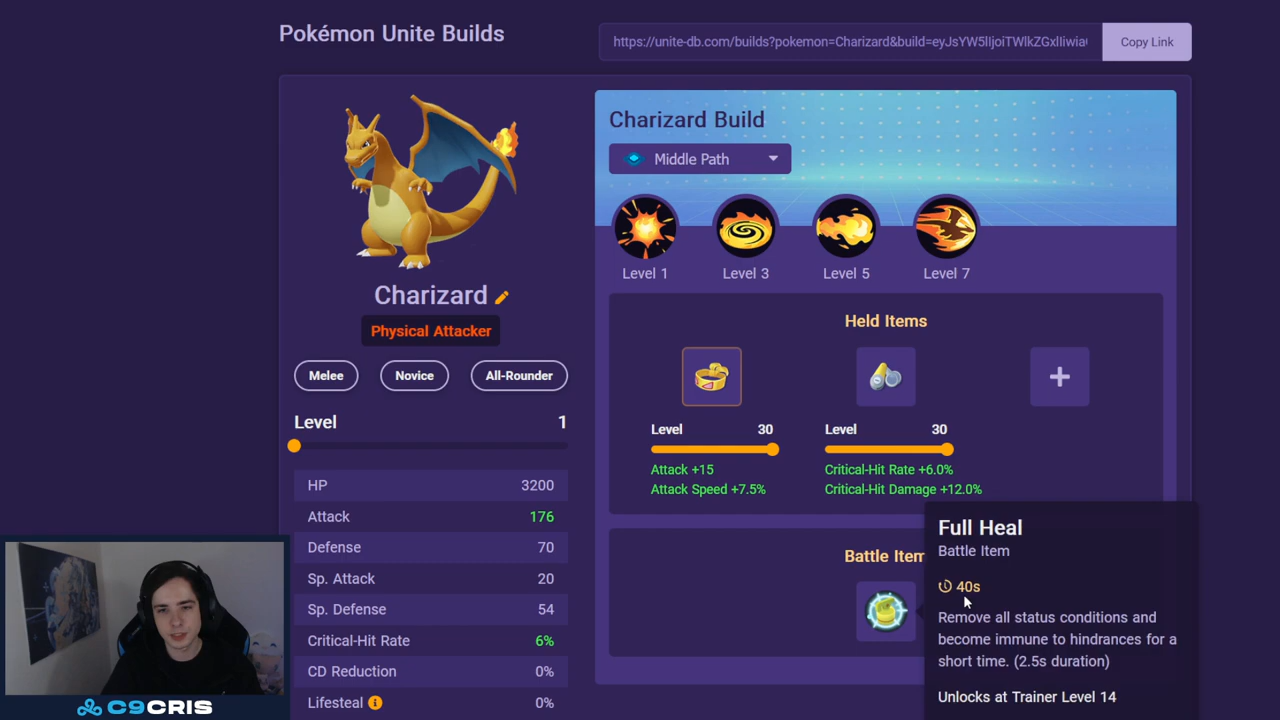 Pokémon Unite Builds
https://unite-db.com/builds?pokemon=Charizard&build=eyJsYW5lIjoiTWlkZGxlIiwia
Copy Link
Charizard Build
Middle Path
Level 1
Level 3
Level 5
Level 7
Charizard
Physical Attacker
Melee
Novice
All-Rounder
Level 1
HP 3200
Attack 176
Defense 70
Sp. Attack 20
Sp. Defense 54
Critical-Hit Rate 6%
CD Reduction 0%
Lifesteal 0%
Held Items
Level 30
Attack +15
Attack Speed +7.5%
Level 30
Critical-Hit Rate +6.0%
Critical-Hit Damage +12.0%
Battle Item
Full Heal
Battle Item
40s
Remove all status conditions and
become immune to hindrances for a
short time. (2.5s duration)
Unlocks at Trainer Level 14
C9CRIS